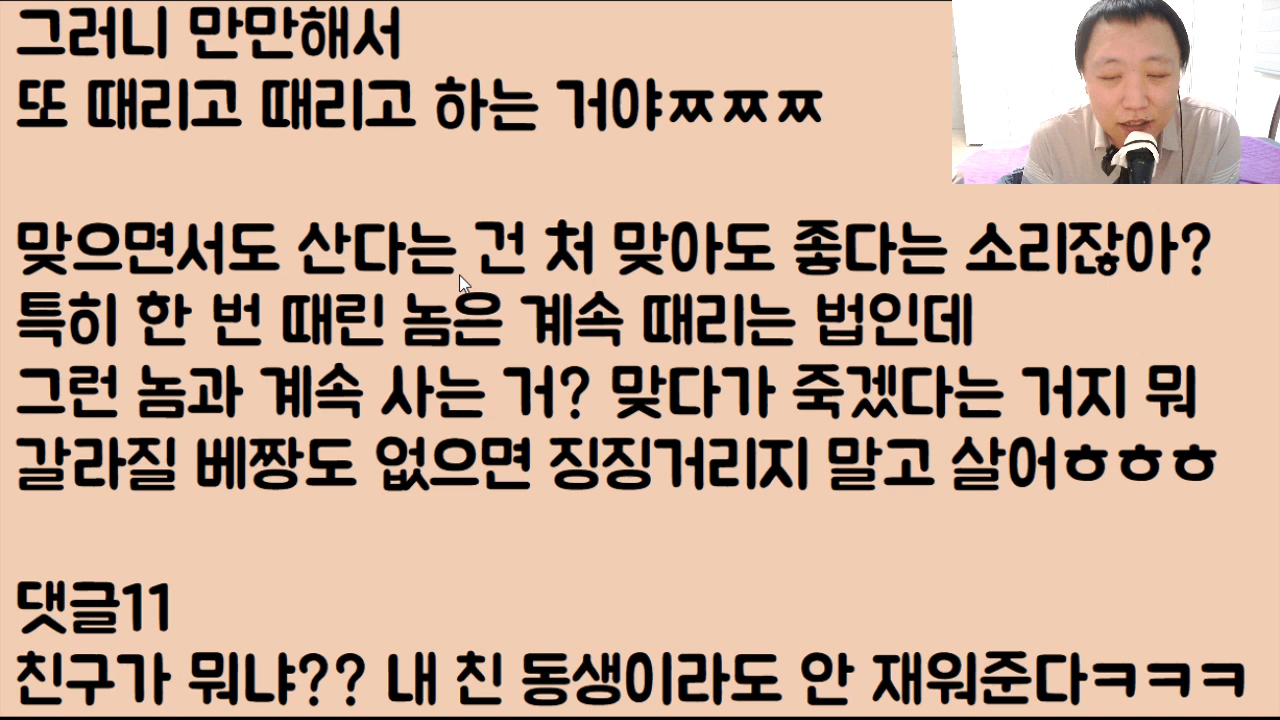 그러니 만만해서
또 때리고 때리고 하는 거야ㅉㅉㅉ
맞으면서도 산다는 건 처 맞아도 좋다는 소리잖아?
특히 한 번 때린 놈은 계속 때리는 법인데
그런 놈과 계속 사는 거? 맞다가 죽겠다는 거지 뭐
갈라질 베짱도 없으면 징징거리지 말고 살어ㅎㅎㅎ
댓글11
친구가 뭐냐?? 내 친 동생이라도 안 재워준다ㅋㅋㅋ